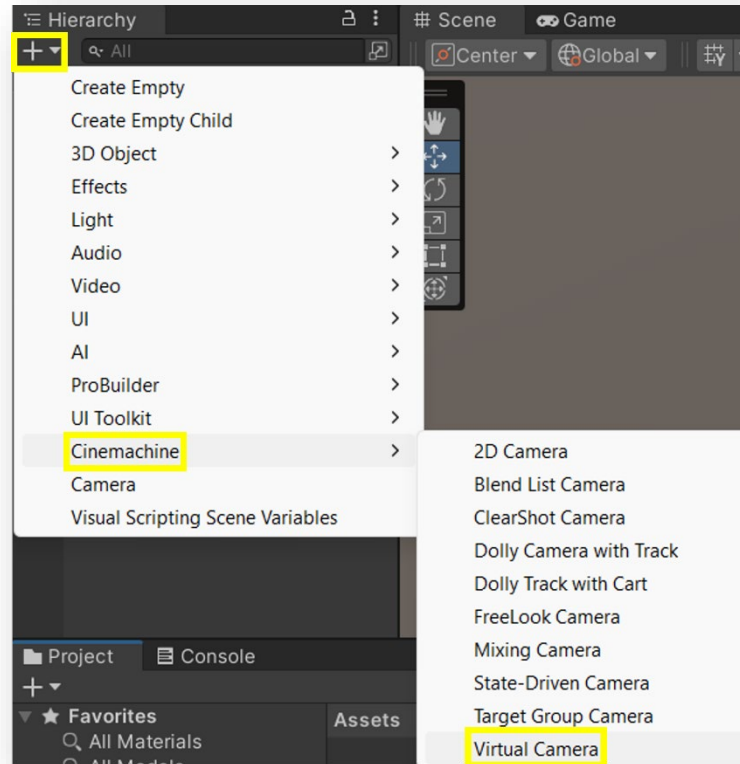 Hierarchy
# Scene
Game
All
Center
Global
Create Empty
Create Empty Child
3D Object
Effects
Light
Audio
Video
UI
AI
ProBuilder
UI Toolkit
Cinemachine
Camera
Visual Scripting Scene Variables
2D Camera
Blend List Camera
ClearShot Camera
Dolly Camera with Track
Dolly Track with Cart
FreeLook Camera
Mixing Camera
State-Driven Camera
Target Group Camera
Virtual Camera
Project
Console
Favorites
Assets
All Materials
All Models